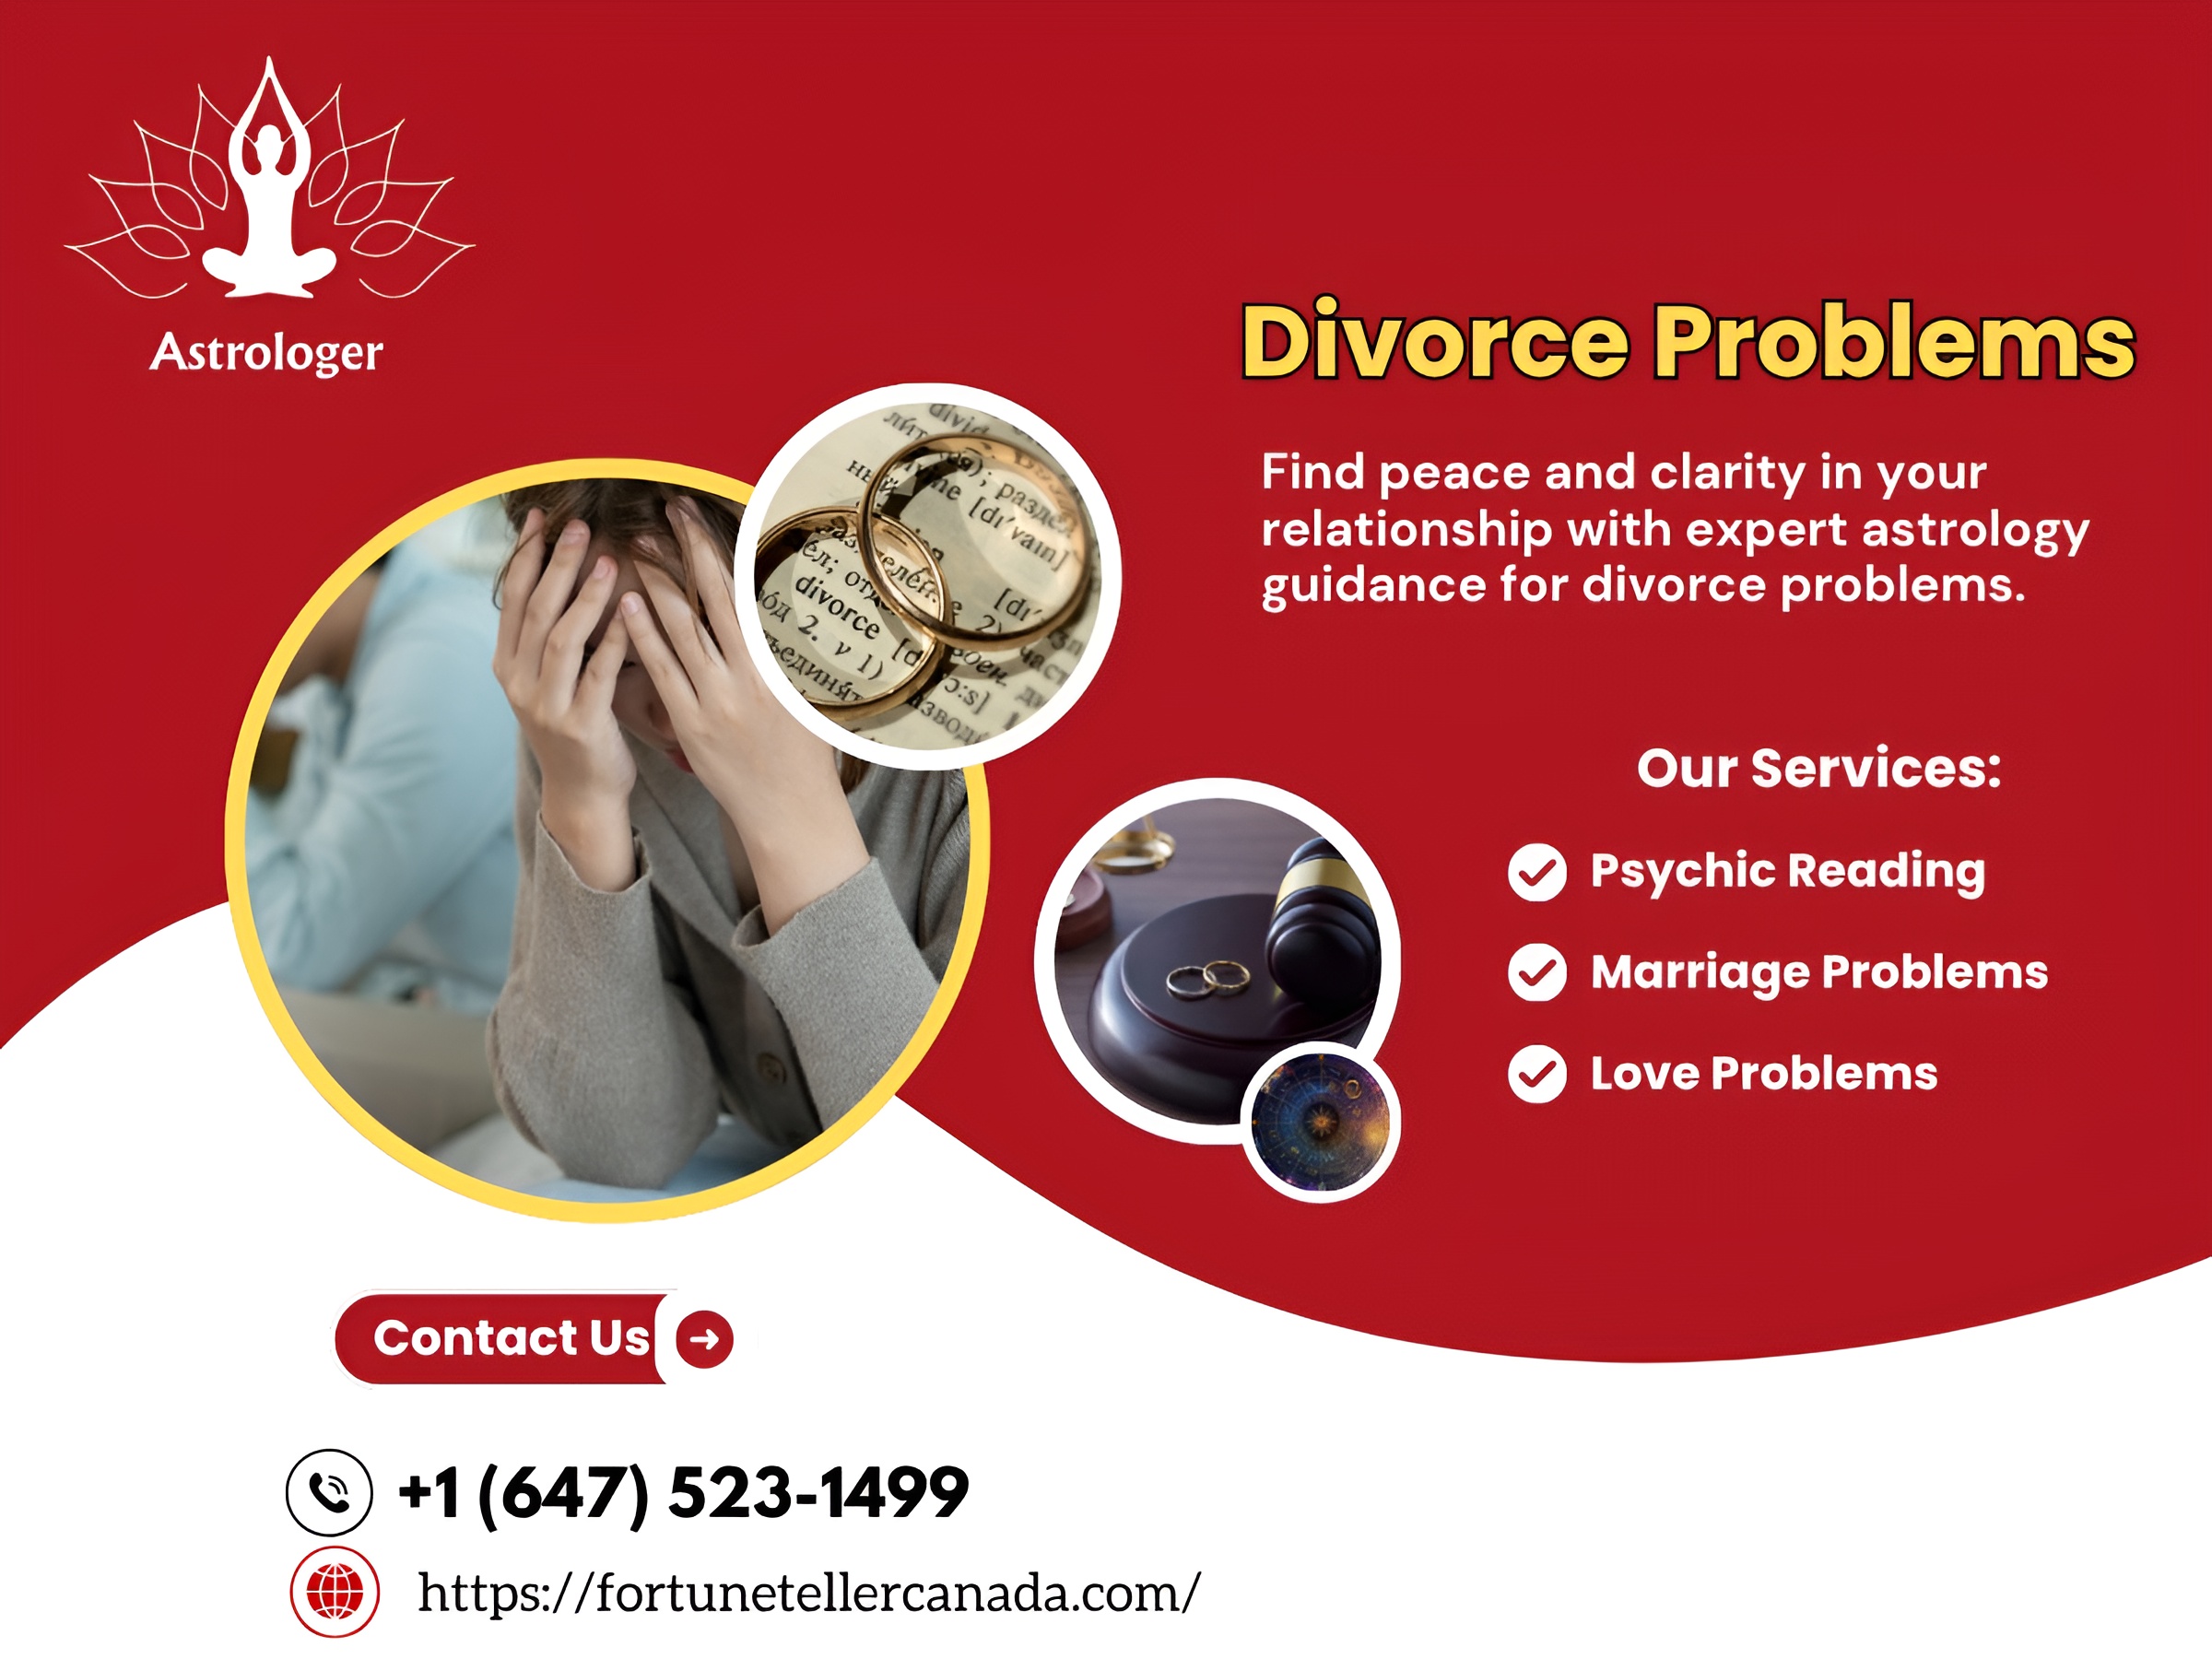 Astrologer
Divorce Problems
Find peace and clarity in your
relationship with expert astrology
guidance for divorce problems.
divorce
Our Services:
Psychic Reading
Marriage Problems
Love Problems
Contact Us
+1 (647) 523-1499
https://fortunetellercanada.com/